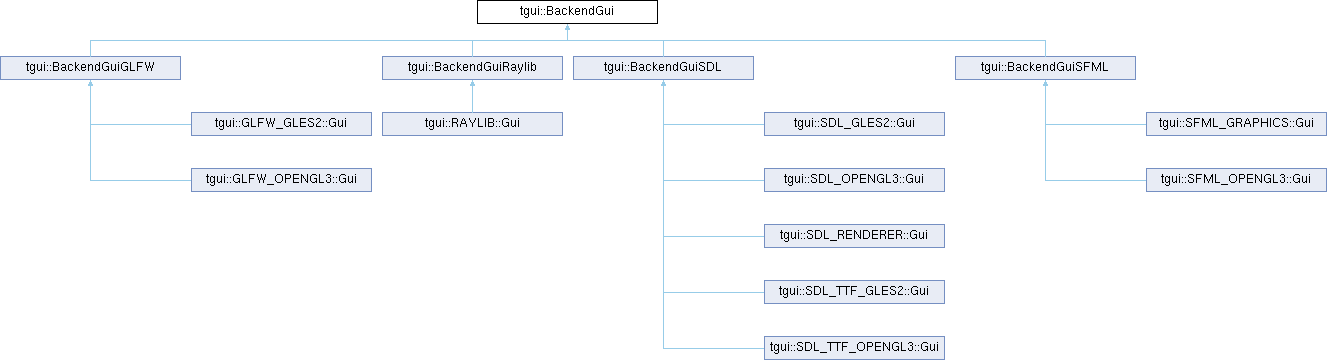 tgui::BackendGui
tgui::BackendGuiGLFW
tgui::BackendGuiRaylib
tgui::BackendGuiSDL
tgui::BackendGuiSFML
tgui::GLFW_GLES2::Gui
tgui::RAYLIB::Gui
tgui::SDL_GLES2::Gui
tgui::SFML_GRAPHICS::Gui
tgui::GLFW_OPENGL3::Gui
tgui::SDL_OPENGL3::Gui
tgui::SFML_OPENGL3::Gui
tgui::SDL_RENDERER::Gui
tgui::SDL_TTF_GLES2::Gui
tgui::SDL_TTF_OPENGL3::Gui